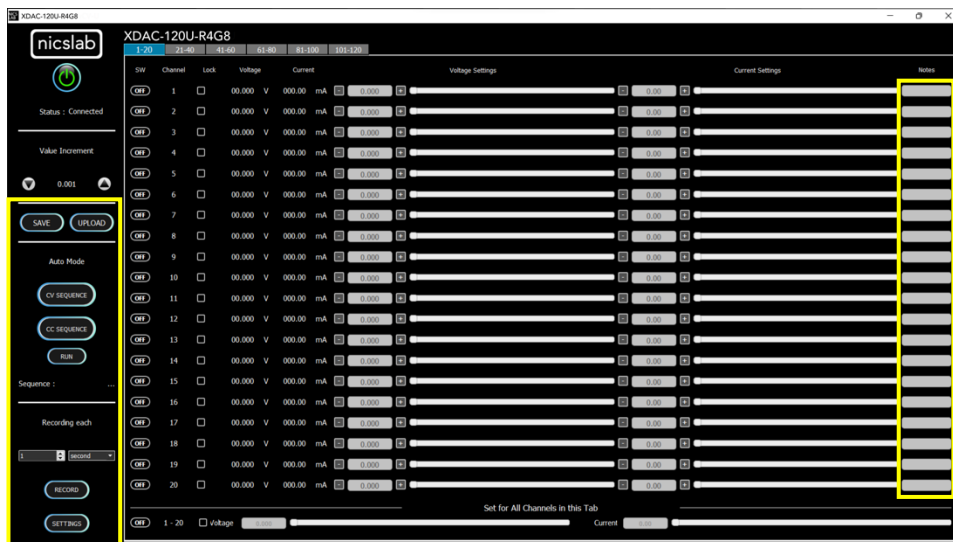 XDAC-120U-R4G8
nicslab
Status : Connected
Value Increment
0.001
SAVE UPLOAD
Auto Mode
CV SEQUENCE
CC SEQUENCE
RUN
Sequence : ...
Recording each
1 second
RECORD
SETTINGS
XDAC-120U-R4G8
1-20 21-40 41-60 61-80 81-100 101-120
SW Channel Lock Voltage Current Voltage Settings Current Settings Notes
OFF 1 00.000 V 000.00 mA - 0.000 + - 0.00 +
OFF 2 00.000 V 000.00 mA - 0.000 + - 0.00 +
OFF 3 00.000 V 000.00 mA - 0.000 + - 0.00 +
OFF 4 00.000 V 000.00 mA - 0.000 + - 0.00 +
OFF 5 00.000 V 000.00 mA - 0.000 + - 0.00 +
OFF 6 00.000 V 000.00 mA - 0.000 + - 0.00 +
OFF 7 00.000 V 000.00 mA - 0.000 + - 0.00 +
OFF 8 00.000 V 000.00 mA - 0.000 + - 0.00 +
OFF 9 00.000 V 000.00 mA - 0.000 + - 0.00 +
OFF 10 00.000 V 000.00 mA - 0.000 + - 0.00 +
OFF 11 00.000 V 000.00 mA - 0.000 + - 0.00 +
OFF 12 00.000 V 000.00 mA - 0.000 + - 0.00 +
OFF 13 00.000 V 000.00 mA - 0.000 + - 0.00 +
OFF 14 00.000 V 000.00 mA - 0.000 + - 0.00 +
OFF 15 00.000 V 000.00 mA - 0.000 + - 0.00 +
OFF 16 00.000 V 000.00 mA - 0.000 + - 0.00 +
OFF 17 00.000 V 000.00 mA - 0.000 + - 0.00 +
OFF 18 00.000 V 000.00 mA - 0.000 + - 0.00 +
OFF 19 00.000 V 000.00 mA - 0.000 + - 0.00 +
OFF 20 00.000 V 000.00 mA - 0.000 + - 0.00 +
Set for All Channels in this Tab
OFF 1 - 20 Voltage 0.000 Current 0.00